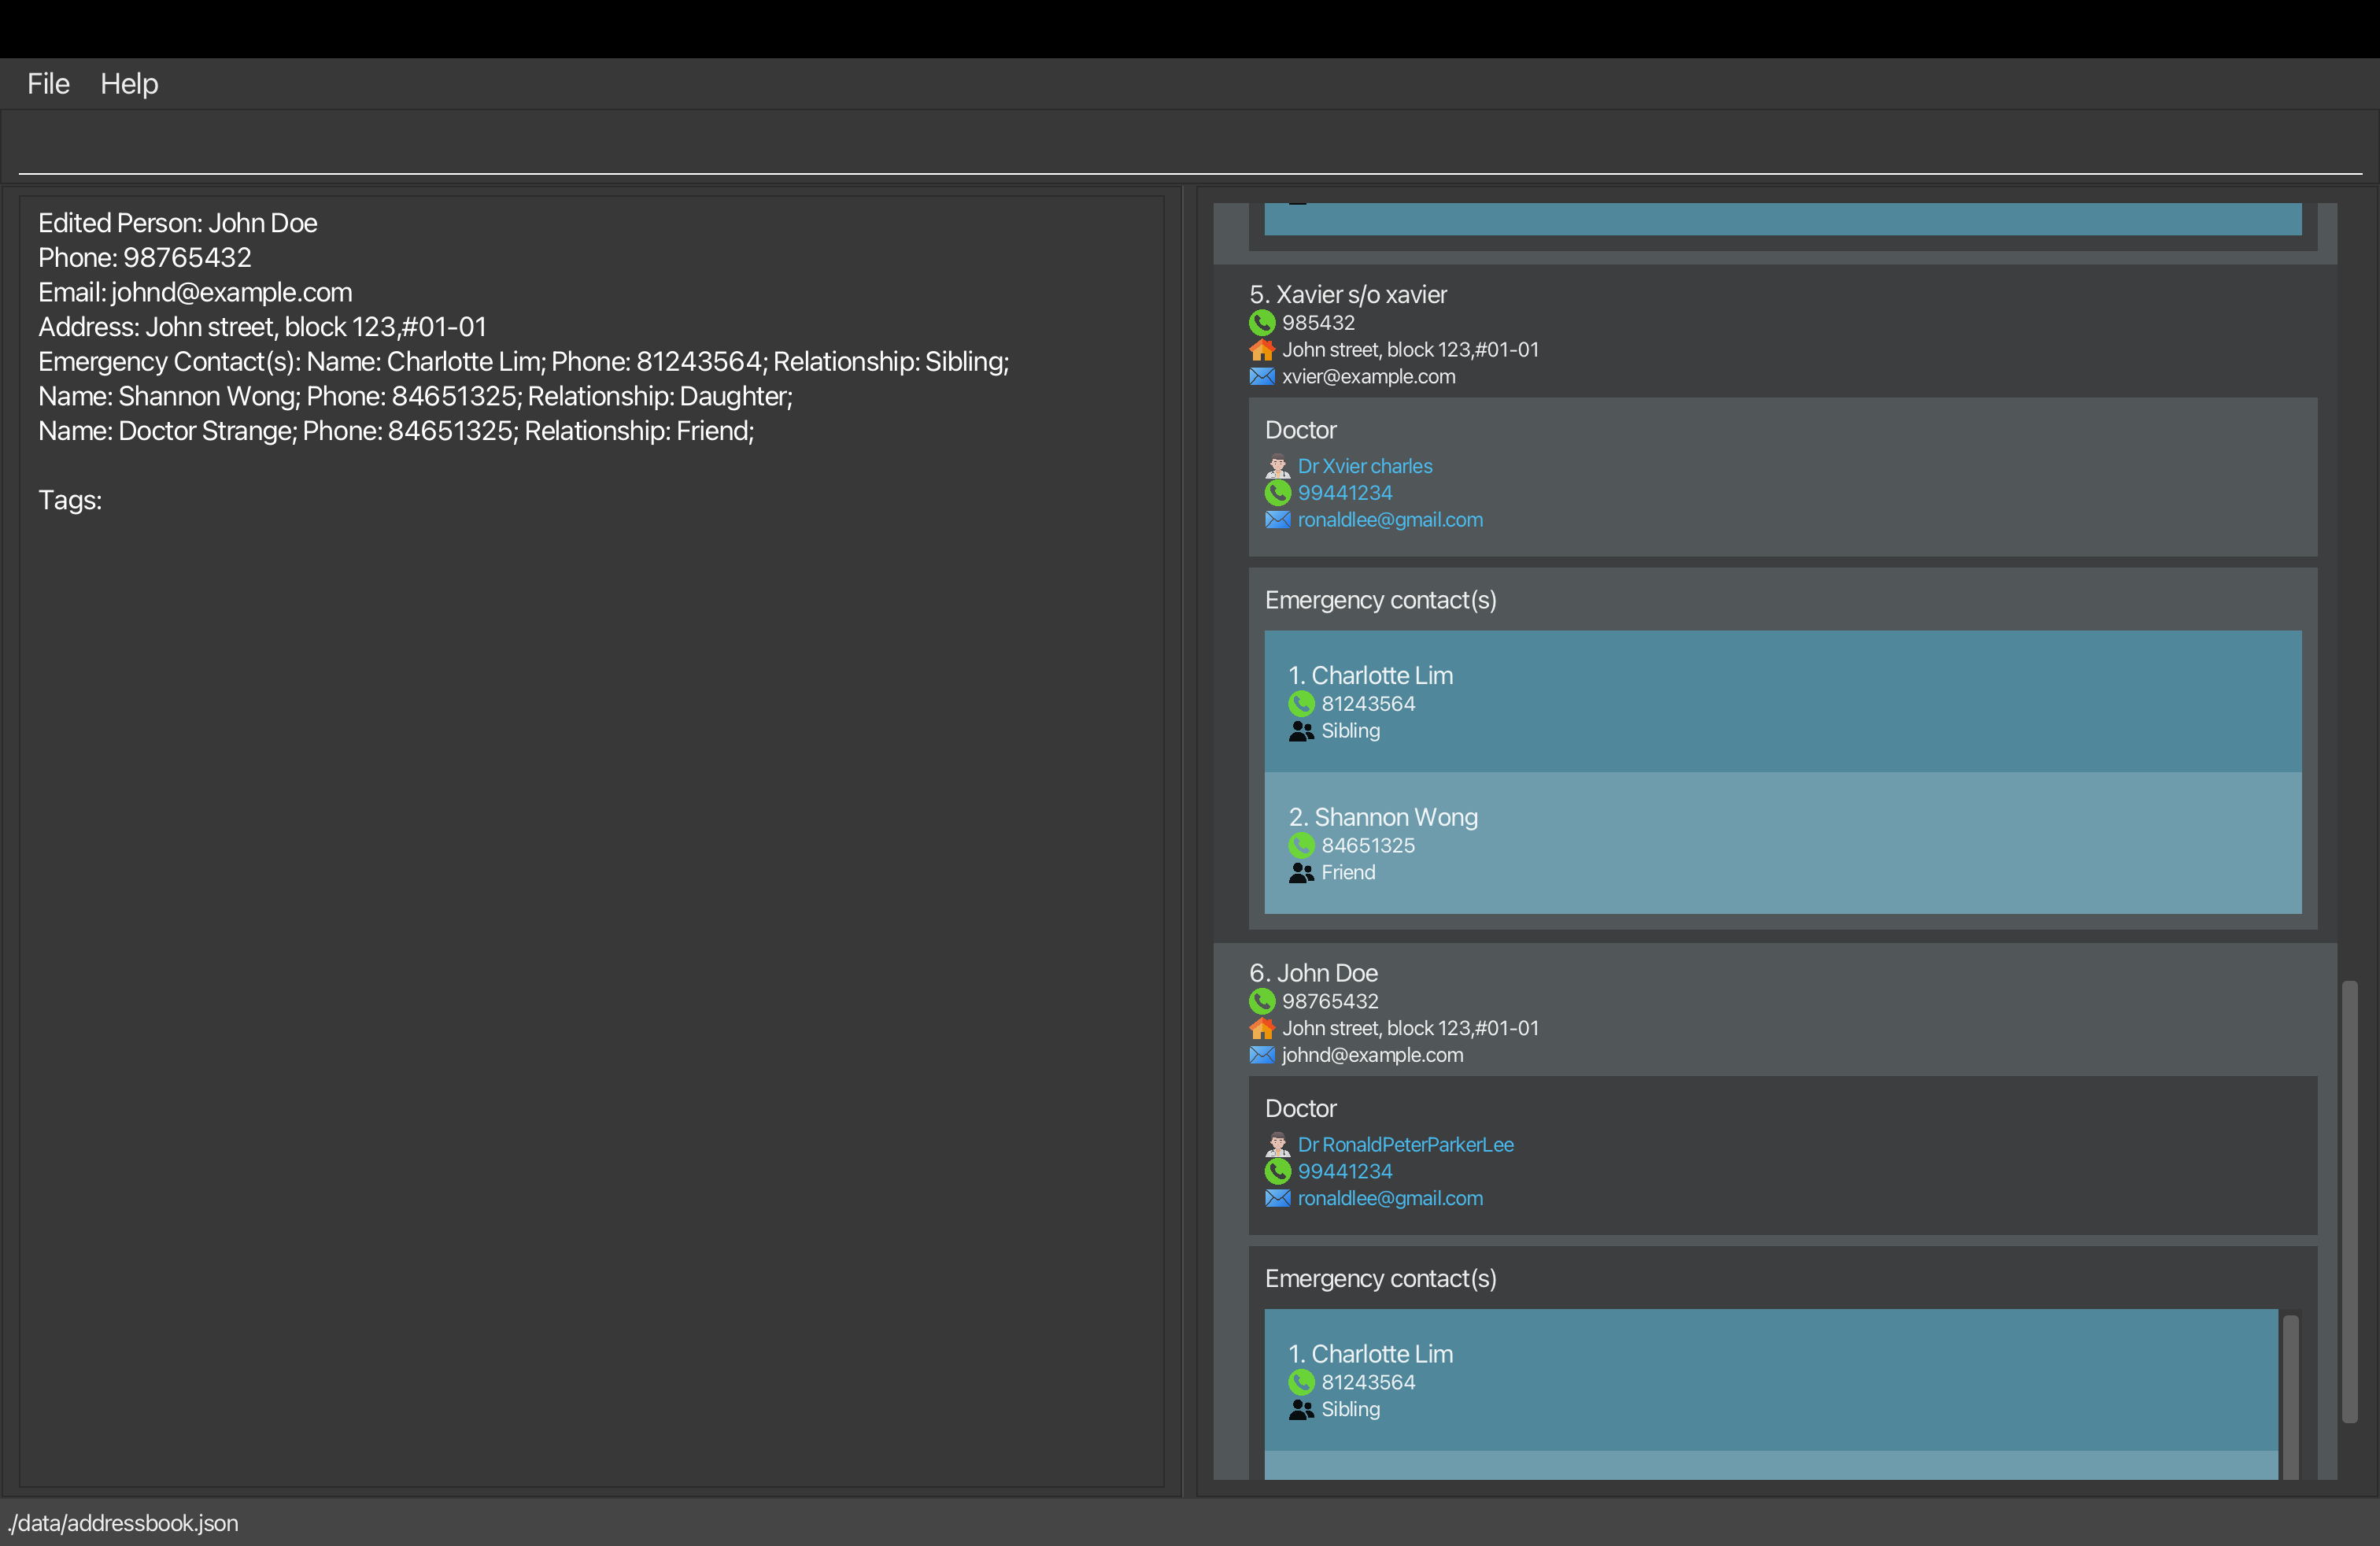 File Help
Edited Person: John Doe
Phone: 98765432
Email: johnd@example.com
Address: John street, block 123,#01-01
Emergency Contact(s): Name: Charlotte Lim; Phone: 81243564; Relationship: Sibling;
Name: Shannon Wong; Phone: 84651325; Relationship: Daughter;
Name: Doctor Strange; Phone: 84651325; Relationship: Friend;
Tags:
5. Xavier s/o xavier
985432
John street, block 123,#01-01
xvier@example.com
Doctor
Dr Xvier charles
99441234
ronaldlee@gmail.com
Emergency contact(s)
1. Charlotte Lim
81243564
Sibling
2. Shannon Wong
84651325
Friend
6. John Doe
98765432
John street, block 123,#01-01
johnd@example.com
Doctor
Dr RonaldPeterParkerLee
99441234
ronaldlee@gmail.com
Emergency contact(s)
1. Charlotte Lim
81243564
Sibling
./data/addressbook.json